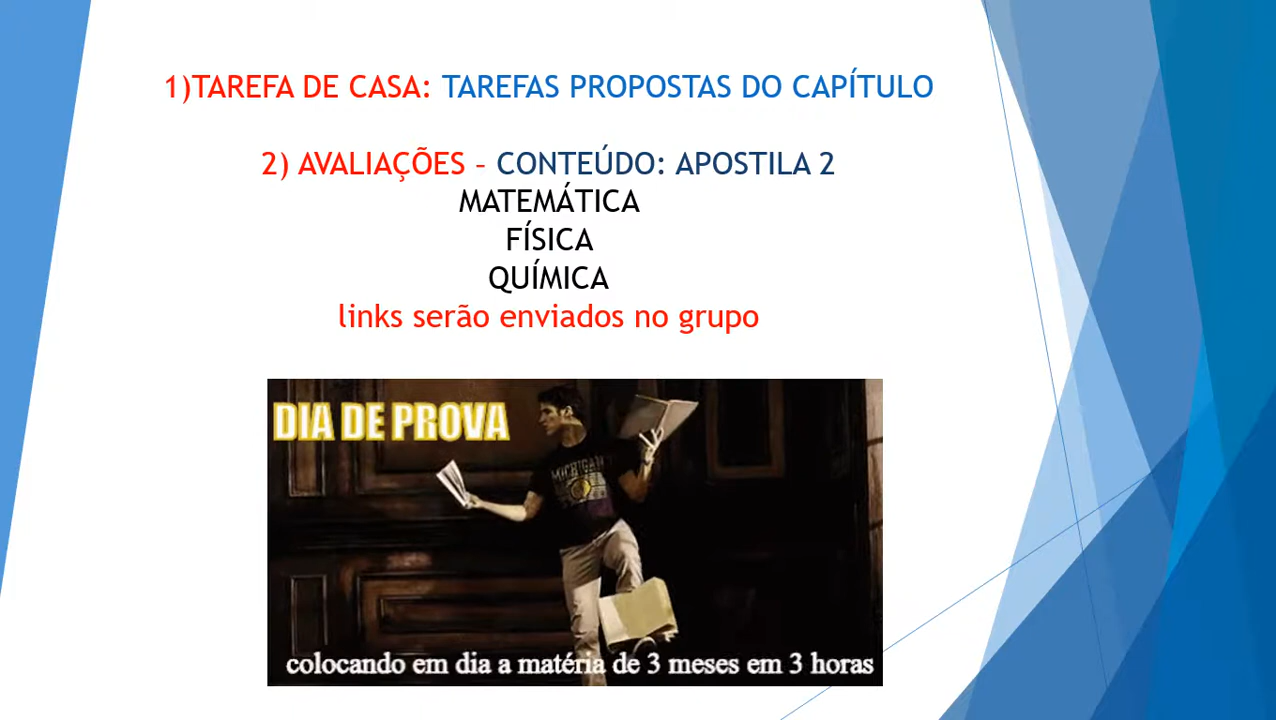 1)TAREFA DE CASA: TAREFAS PROPOSTAS DO CAPÍTULO
2) AVALIAÇÕES – CONTEÚDO: APOSTILA 2
MATEMÁTICA
FÍSICA
QUÍMICA
links serão enviados no grupo
DIA DE PROVA
MICHIGAN
colocando em dia a matéria de 3 meses em 3 horas